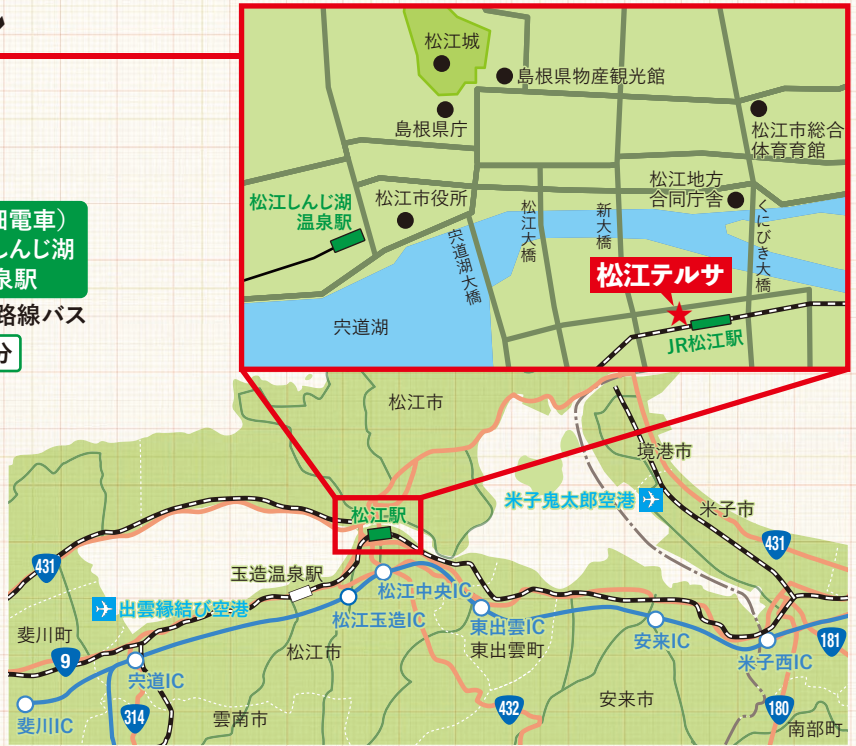 松江城
島根県物産観光館
島根県庁
松江市総合
体育育館
松江しんじ湖
温泉駅
松江市役所
松江地方
合同庁舎
宍道湖大橋
松江大橋
新大橋
くにびき大橋
松江テルサ
宍道湖
JR松江駅
畑電車）
しんじ湖
泉駅
路線バス
分
松江市
境港市
米子鬼太郎空港
米子市
松江駅
431
431
玉造温泉駅
松江中央IC
出雲縁結び空港
松江玉造IC
東出雲IC
東出雲町
安来IC
米子西IC
181
斐川町
9
宍道IC
松江市
斐川IC
314
雲南市
432
安来市
180
南部町